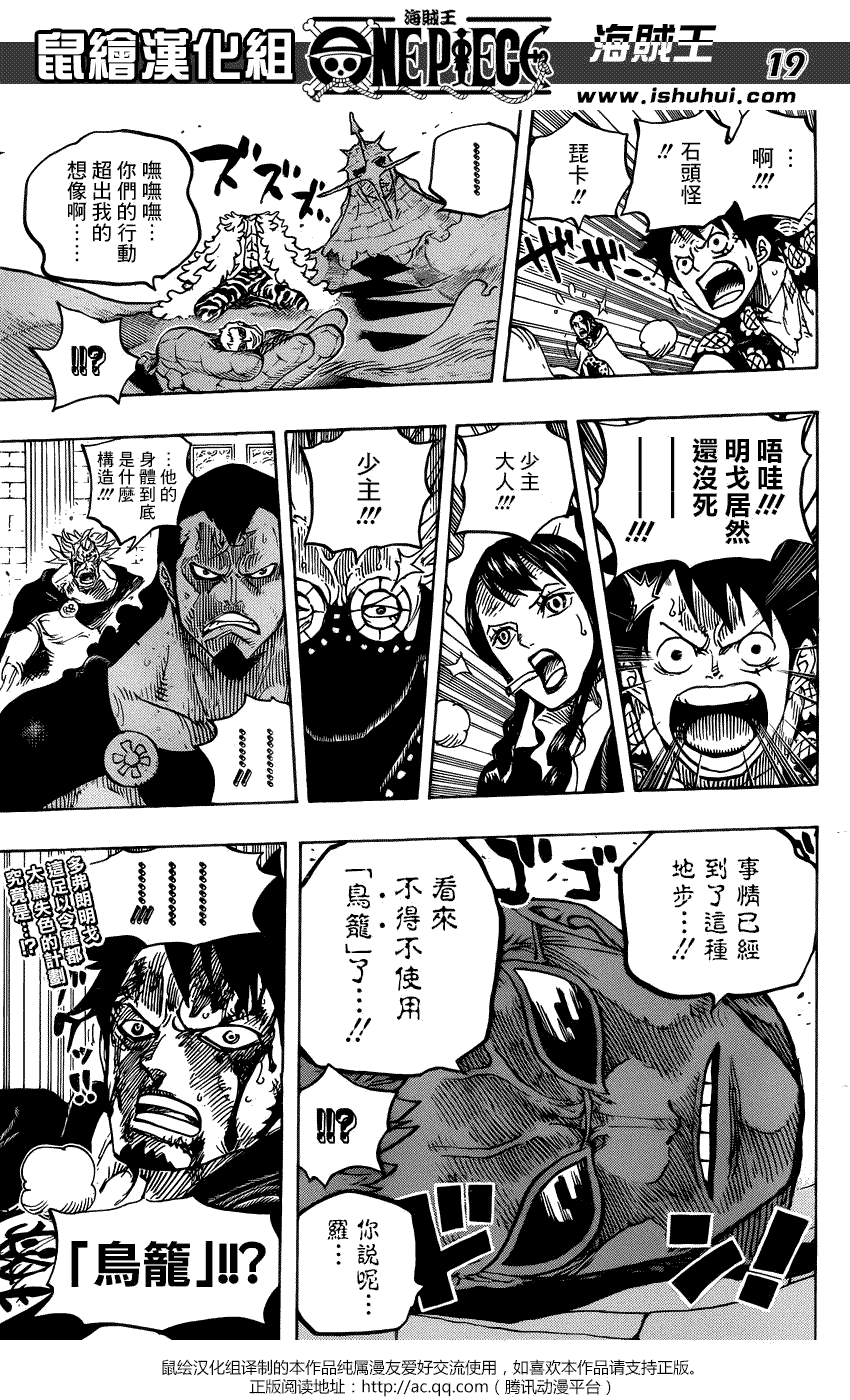 鼠繪漢化組
海賊王
ONE PIECE
海賊王
19
www.ishuhui.com
…
啊!!!
石頭怪
!!
琵卡!!
ズズズ
嘸嘸嘸…
你們的行動
超出我的
想像啊……
!!?
唔哇!!!
明戈居然
還沒死
——!!!
少主
大人!!!
少主
!!!
…他的
身體到底
是什麼
構造!!!
事情已經
到了這種
地步…!!
看來
不得不使用
「鳥籠」了…!!
!!?
你說呢…
羅…
ドン!!
多弗朗明戈
這足以令羅都
大驚失色的計劃
究竟是…!?
「鳥籠」!!?
鼠绘汉化组译制的本作品纯属漫友爱好交流使用，如喜欢本作品请支持正版。
正版阅读地址：http://ac.qq.com（腾讯动漫平台）